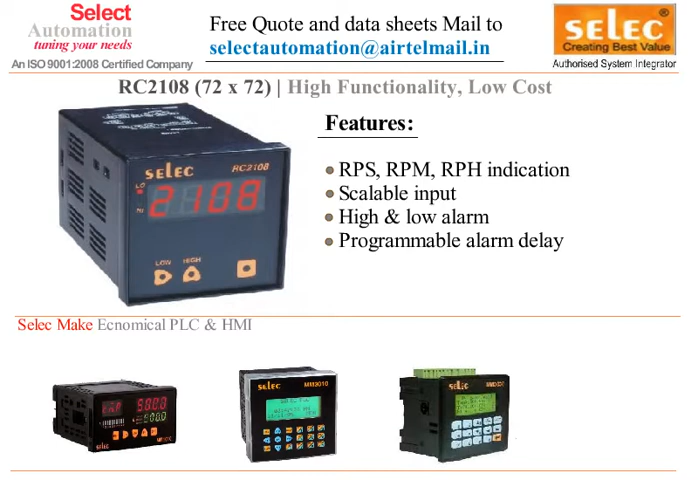 Select
Automation
tuning your needs
An ISO 9001:2008 Certified Company
Free Quote and data sheets Mail to
selectautomation@airtelmail.in
selec
Creating Best Value
Authorised System Integrator
RC2108 (72 x 72) | High Functionality, Low Cost
selec RC2108
LO
2108
HI
LOW HIGH
Features:
RPS, RPM, RPH indication
Scalable input
High & low alarm
Programmable alarm delay
Selec Make Ecnomical PLC & HMI
selec
selec MM3010
selec